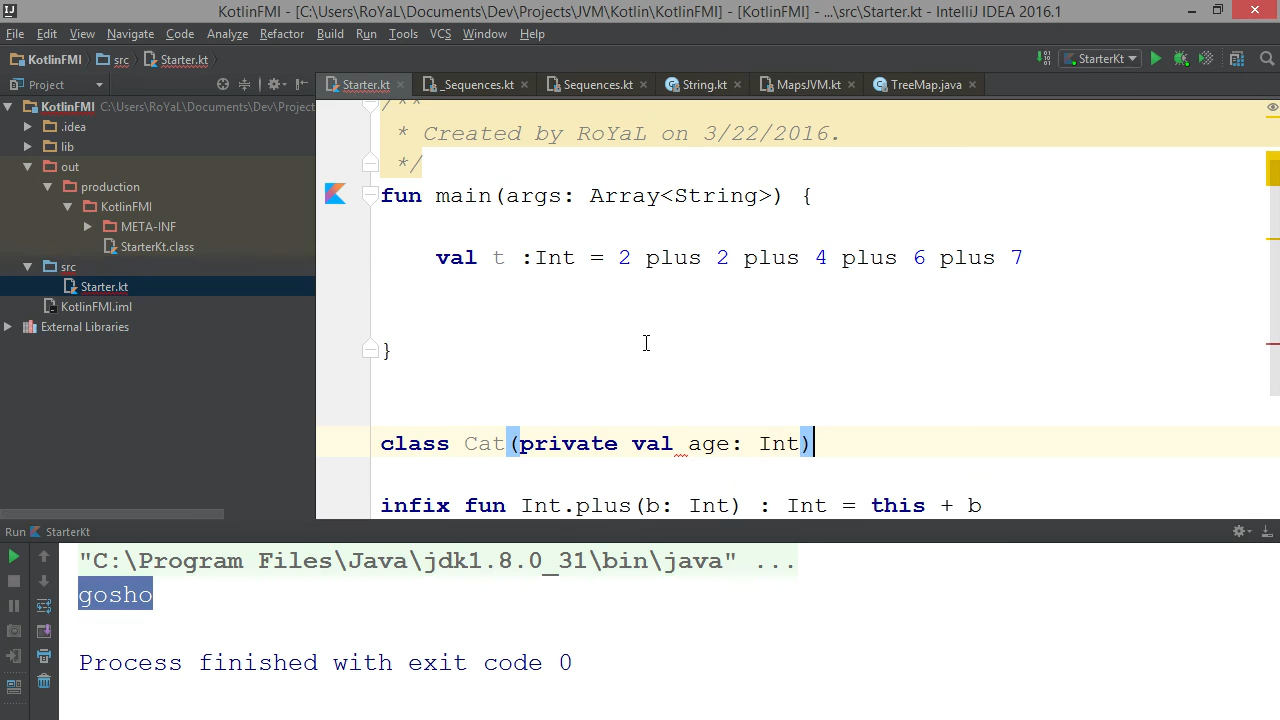 KotlinFMI - [C:\Users\RoYaL\Documents\Dev\Projects\JVM\Kotlin\KotlinFMI] - [KotlinFMI] - ...\src\Starter.kt - IntelliJ IDEA 2016.1
File Edit View Navigate Code Analyze Refactor Build Run Tools VCS Window Help
KotlinFMI src Starter.kt StarterKt
Project Starter.kt _Sequences.kt Sequences.kt String.kt MapsJVM.kt TreeMap.java
KotlinFMI C:\Users\RoYaL\Documents\Dev\Project
.idea
lib
out
production
KotlinFMI
META-INF
StarterKt.class
src
Starter.kt
KotlinFMI.iml
External Libraries
/**
* Created by RoYaL on 3/22/2016.
*/
fun main(args: Array<String>) {
val t :Int = 2 plus 2 plus 4 plus 6 plus 7
}
class Cat(private val age: Int)
infix fun Int.plus(b: Int) : Int = this + b
Run StarterKt
"C:\Program Files\Java\jdk1.8.0_31\bin\java" ...
gosho
Process finished with exit code 0